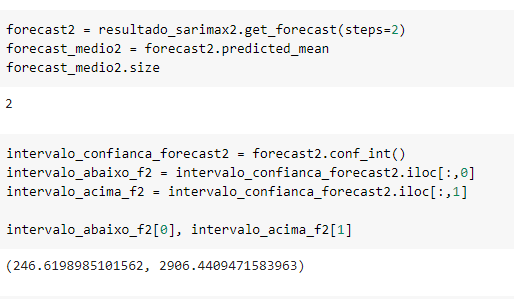 forecast2 = resultado_sarimax2.get_forecast(steps=2)
forecast_medio2 = forecast2.predicted_mean
forecast_medio2.size
2
intervalo_confianca_forecast2 = forecast2.conf_int()
intervalo_abaixo_f2 = intervalo_confianca_forecast2.iloc[:,0]
intervalo_acima_f2 = intervalo_confianca_forecast2.iloc[:,1]
intervalo_abaixo_f2[0], intervalo_acima_f2[1]
(246.6198985101562, 2906.4409471583963)